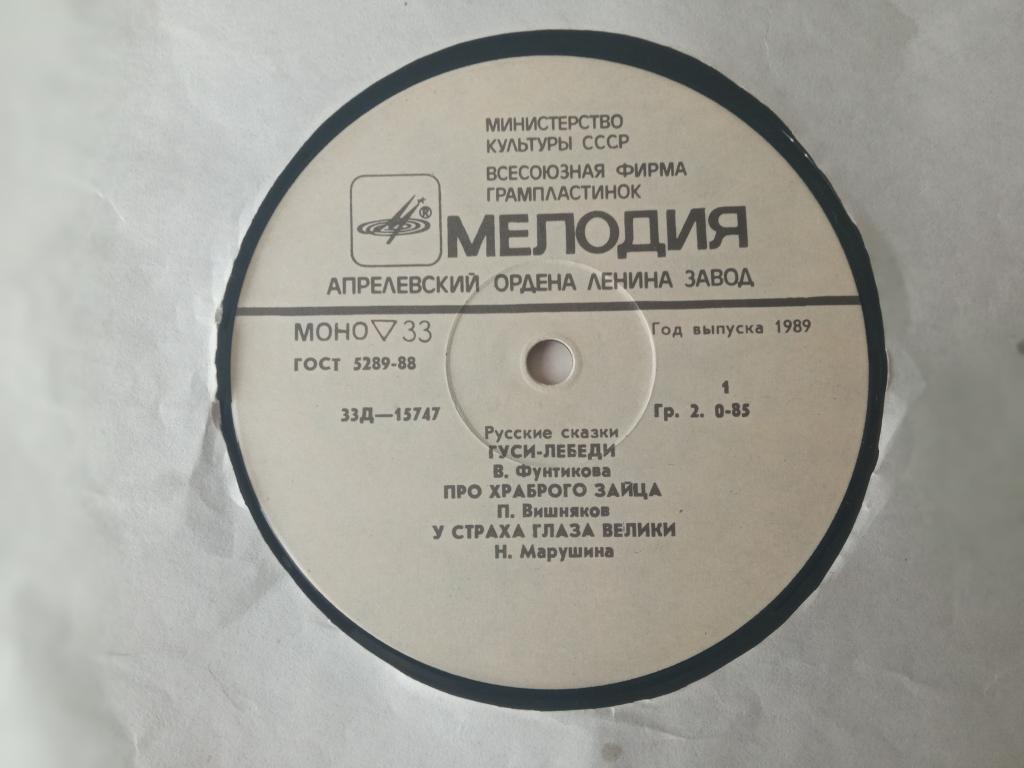 МИНИСТЕРСТВО
КУЛЬТУРЫ СССР
ВСЕСОЮЗНАЯ ФИРМА
ГРАМПЛАСТИНОК
®
МЕЛОДИЯ
АПРЕЛЕВСКИЙ ОРДЕНА ЛЕНИНА ЗАВОД
МОНО ▽ 33
Год выпуска 1989
ГОСТ 5289-88
1
33Д—15747
Гр. 2. 0-85
Русские сказки
ГУСИ-ЛЕБЕДИ
В. Фунтикова
ПРО ХРАБРОГО ЗАЙЦА
П. Вишняков
У СТРАХА ГЛАЗА ВЕЛИКИ
Н. Марушина